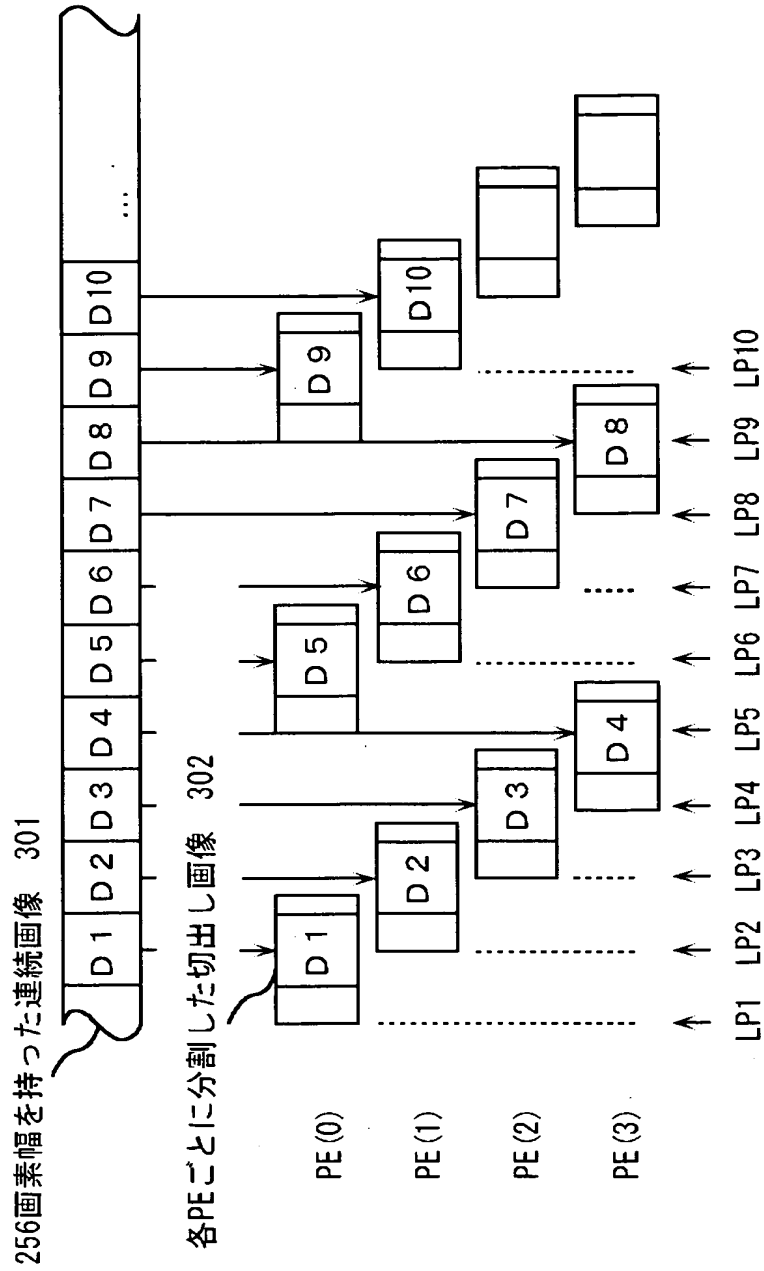 256画素幅を持った連続画像 301
D1 D2 D3 D4 D5 D6 D7 D8 D9 D10 ...
各PEごとに分割した切出し画像 302
PE(0) D1 D5 D9
PE(1) D2 D6 D10
PE(2) D3 D7
PE(3) D4 D8
LP1 LP2 LP3 LP4 LP5 LP6 LP7 LP8 LP9 LP10